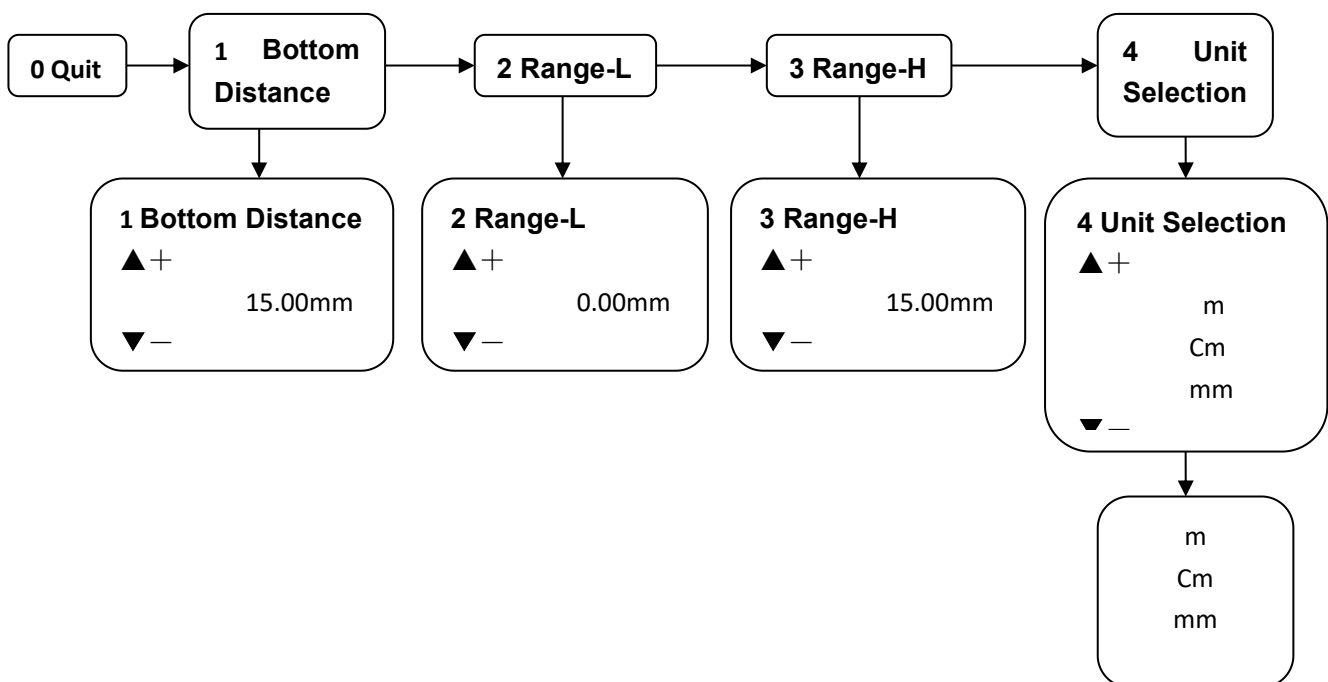 0 Quit
1 Bottom
Distance
2 Range-L
3 Range-H
4 Unit
Selection
1 Bottom Distance
▲+
15.00mm
▼—
2 Range-L
▲+
0.00mm
▼—
3 Range-H
▲+
15.00mm
▼—
4 Unit Selection
▲+
m
Cm
mm
▼—
m
Cm
mm